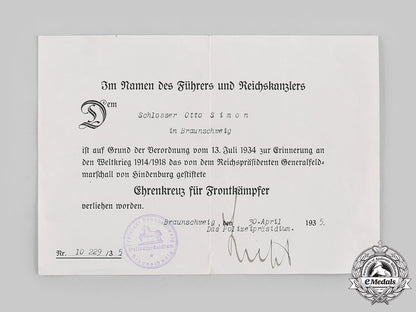 Im Namen des Führers und Reichskanzlers
Dem
Schlosser Otto Simon
in Braunschweig
ist auf Grund der Verordnung vom 13. Juli 1934 zur Erinnerung an
den Weltkrieg 1914/1918 das von dem Reichspräsidenten Generalfeld-
marschall von Hindenburg gestiftete
Ehrenkreuz für Frontkämpfer
verliehen worden.
Braunschweig, den 30. April 1935.
Das Polizeipräsidium.
Nr. 10 229/35
eMedals